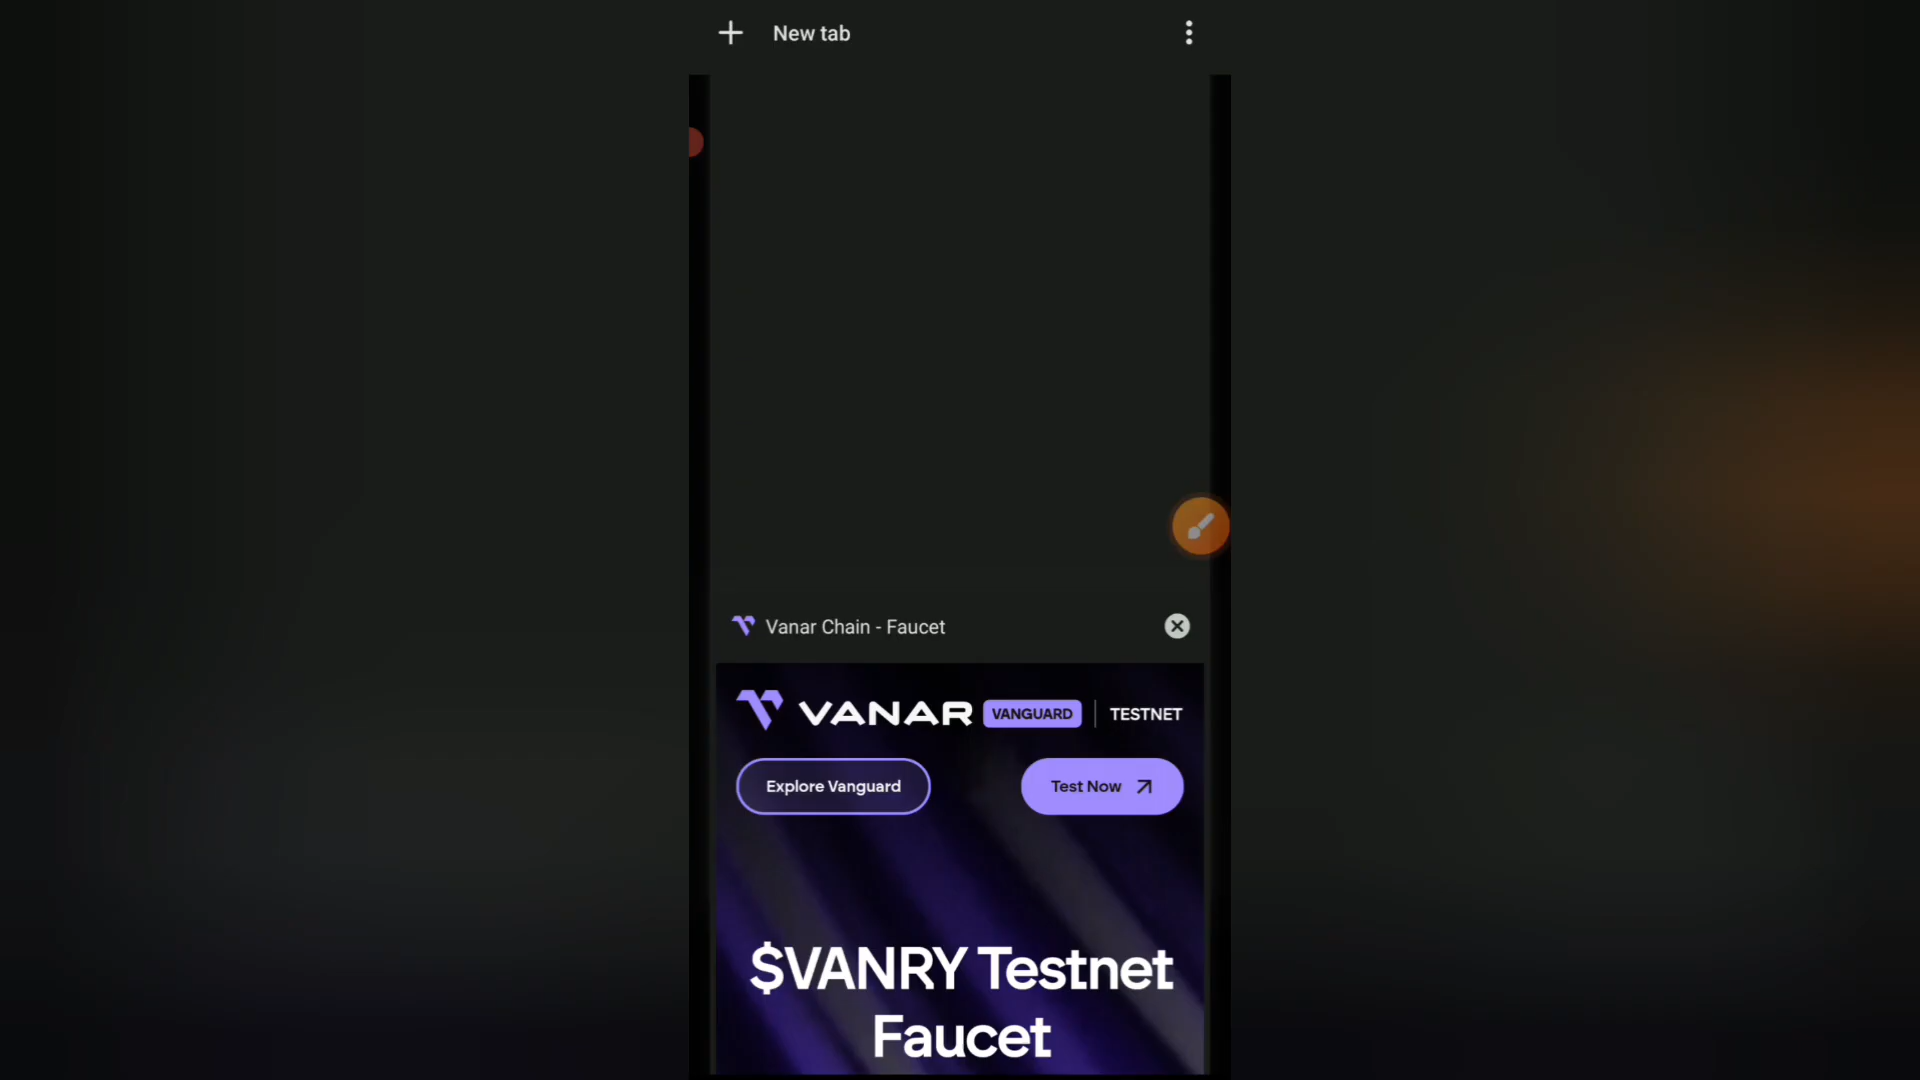 New tab
Vanar Chain - Faucet
VANAR VANGUARD | TESTNET
Explore Vanguard
Test Now
$VANRY Testnet
Faucet